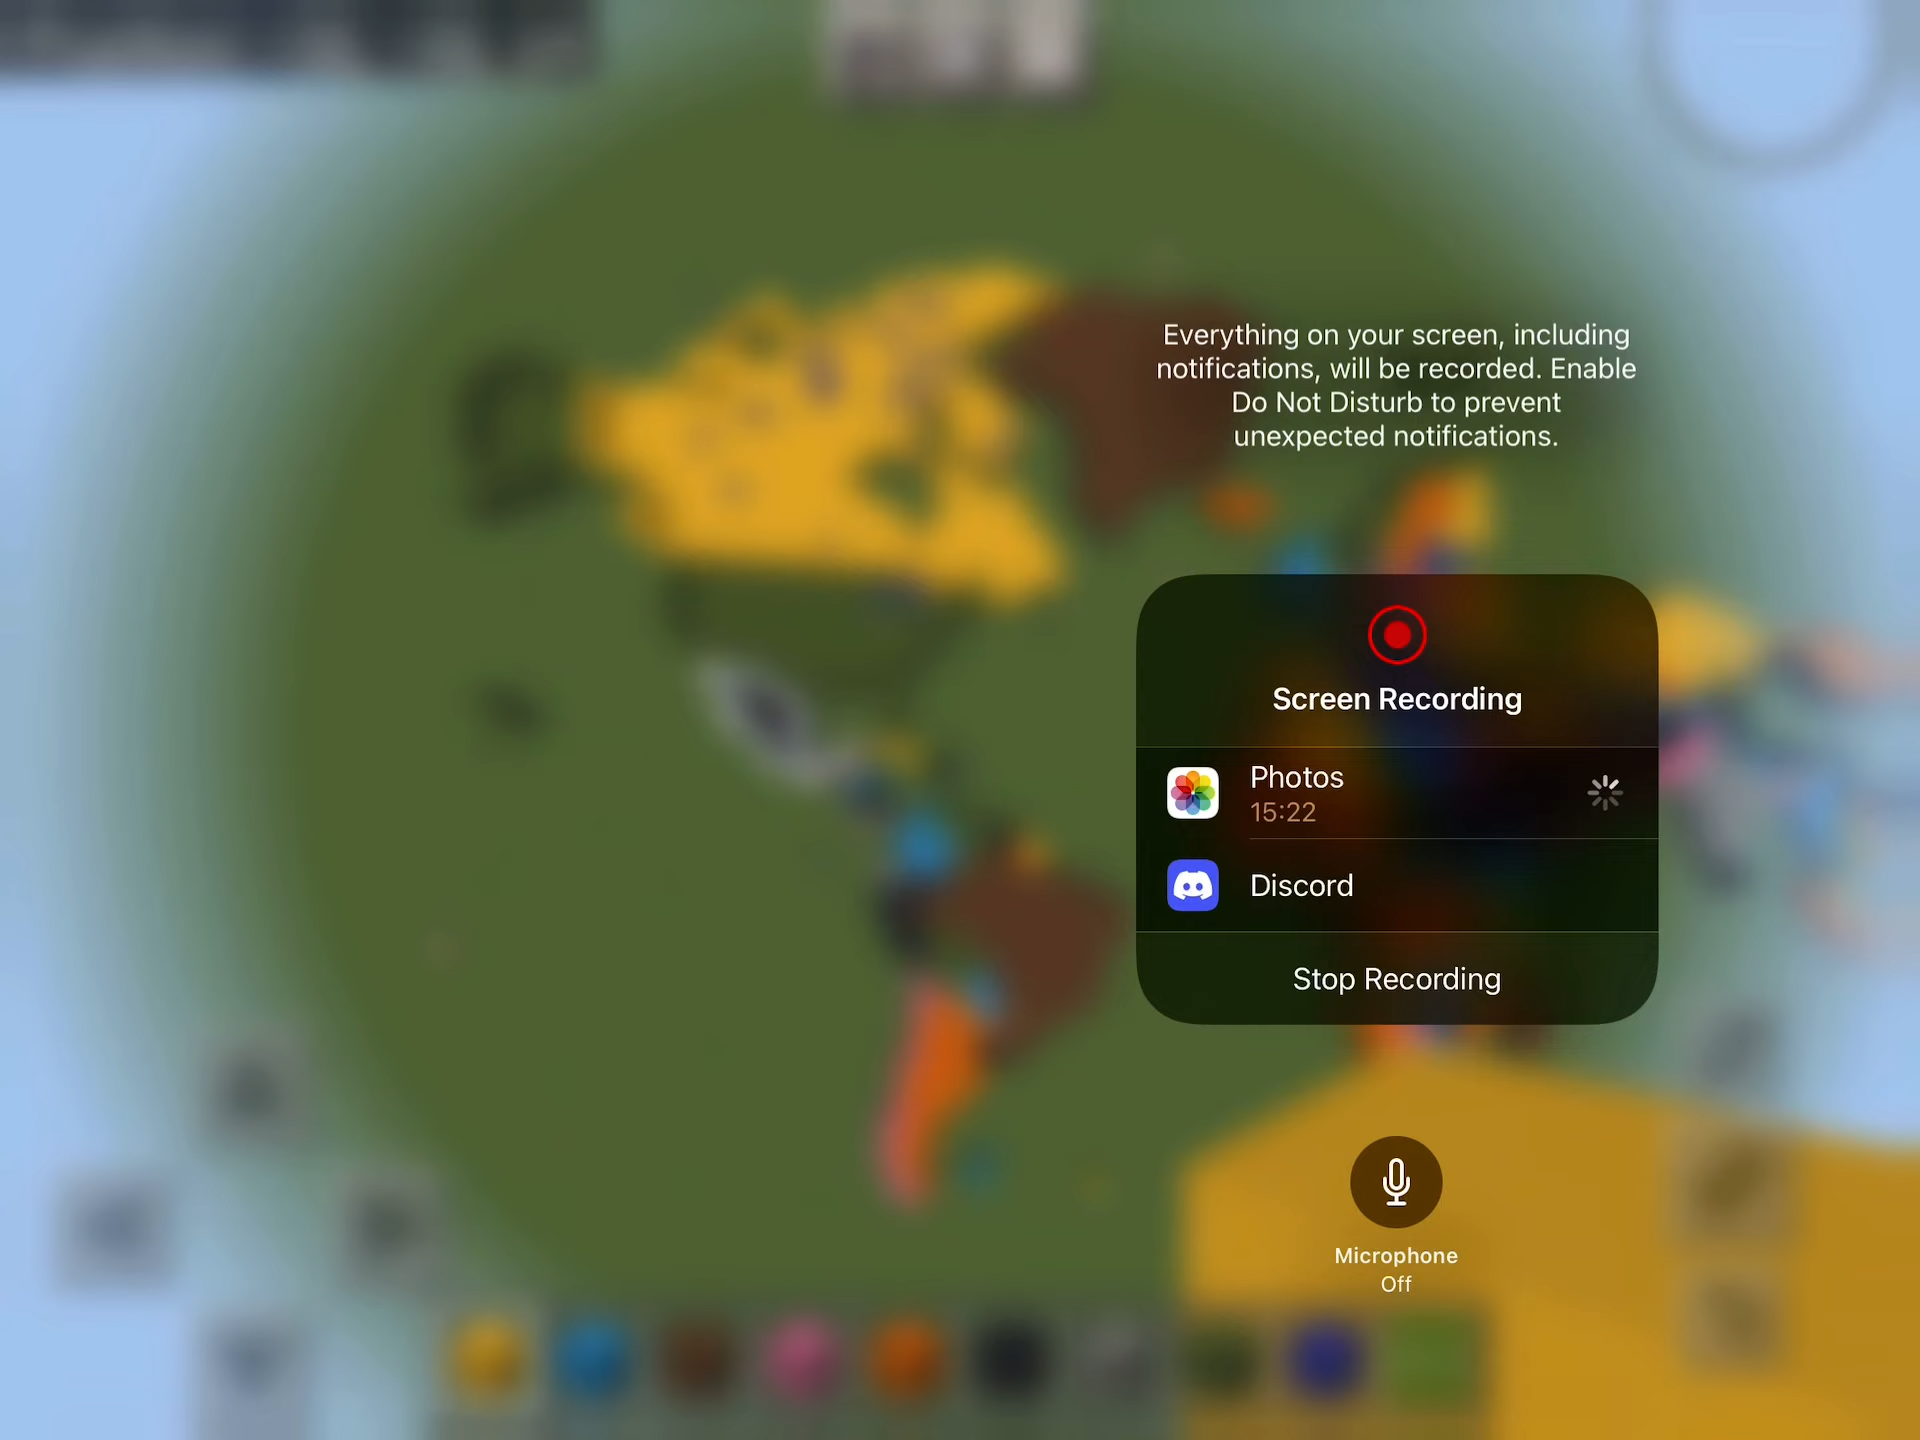 Everything on your screen, including
notifications, will be recorded. Enable
Do Not Disturb to prevent
unexpected notifications.
Screen Recording
Photos
15:22
Discord
Stop Recording
Microphone
Off